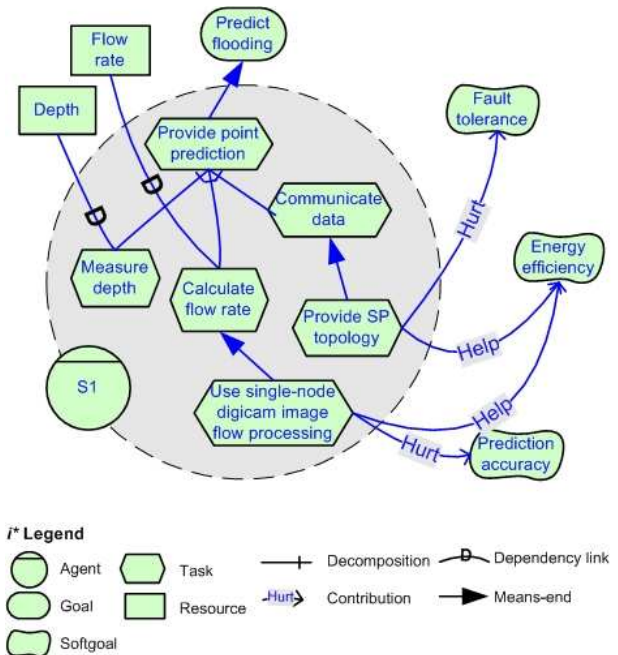 Predict
flooding
Flow
rate
Depth
Provide point
prediction
Fault
tolerance
D
Communicate
data
Hurt
D
Energy
efficiency
Measure
depth
Calculate
flow rate
Provide SP
topology
Help
S1
Use single-node
digicam image
flow processing
Help
Hurt
Prediction
accuracy
i* Legend
Agent
Task
Decomposition
D
Dependency link
Goal
Resource
Hurt
Contribution
Means-end
Softgoal